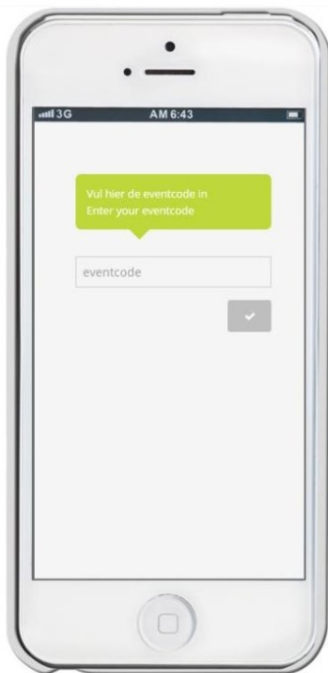 3G AM 6:43
Vul hier de eventcode in
Enter your eventcode
eventcode